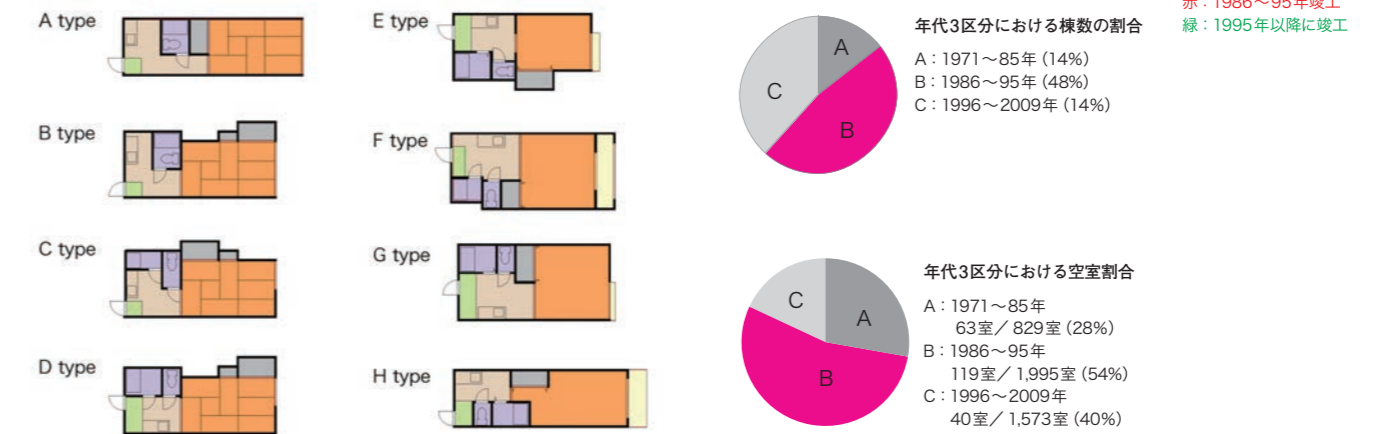 A type
B type
C type
D type
E type
F type
G type
H type
A
B
C
年代3区分における棟数の割合
A：1971〜85年（14%）
B：1986〜95年（48%）
C：1996〜2009年（14%）
赤：1986〜95年竣工
緑：1995年以降に竣工
A
B
C
年代3区分における空室割合
A：1971〜85年
63室／829室（28%）
B：1986〜95年
119室／1,995室（54%）
C：1996〜2009年
40室／1,573室（40%）